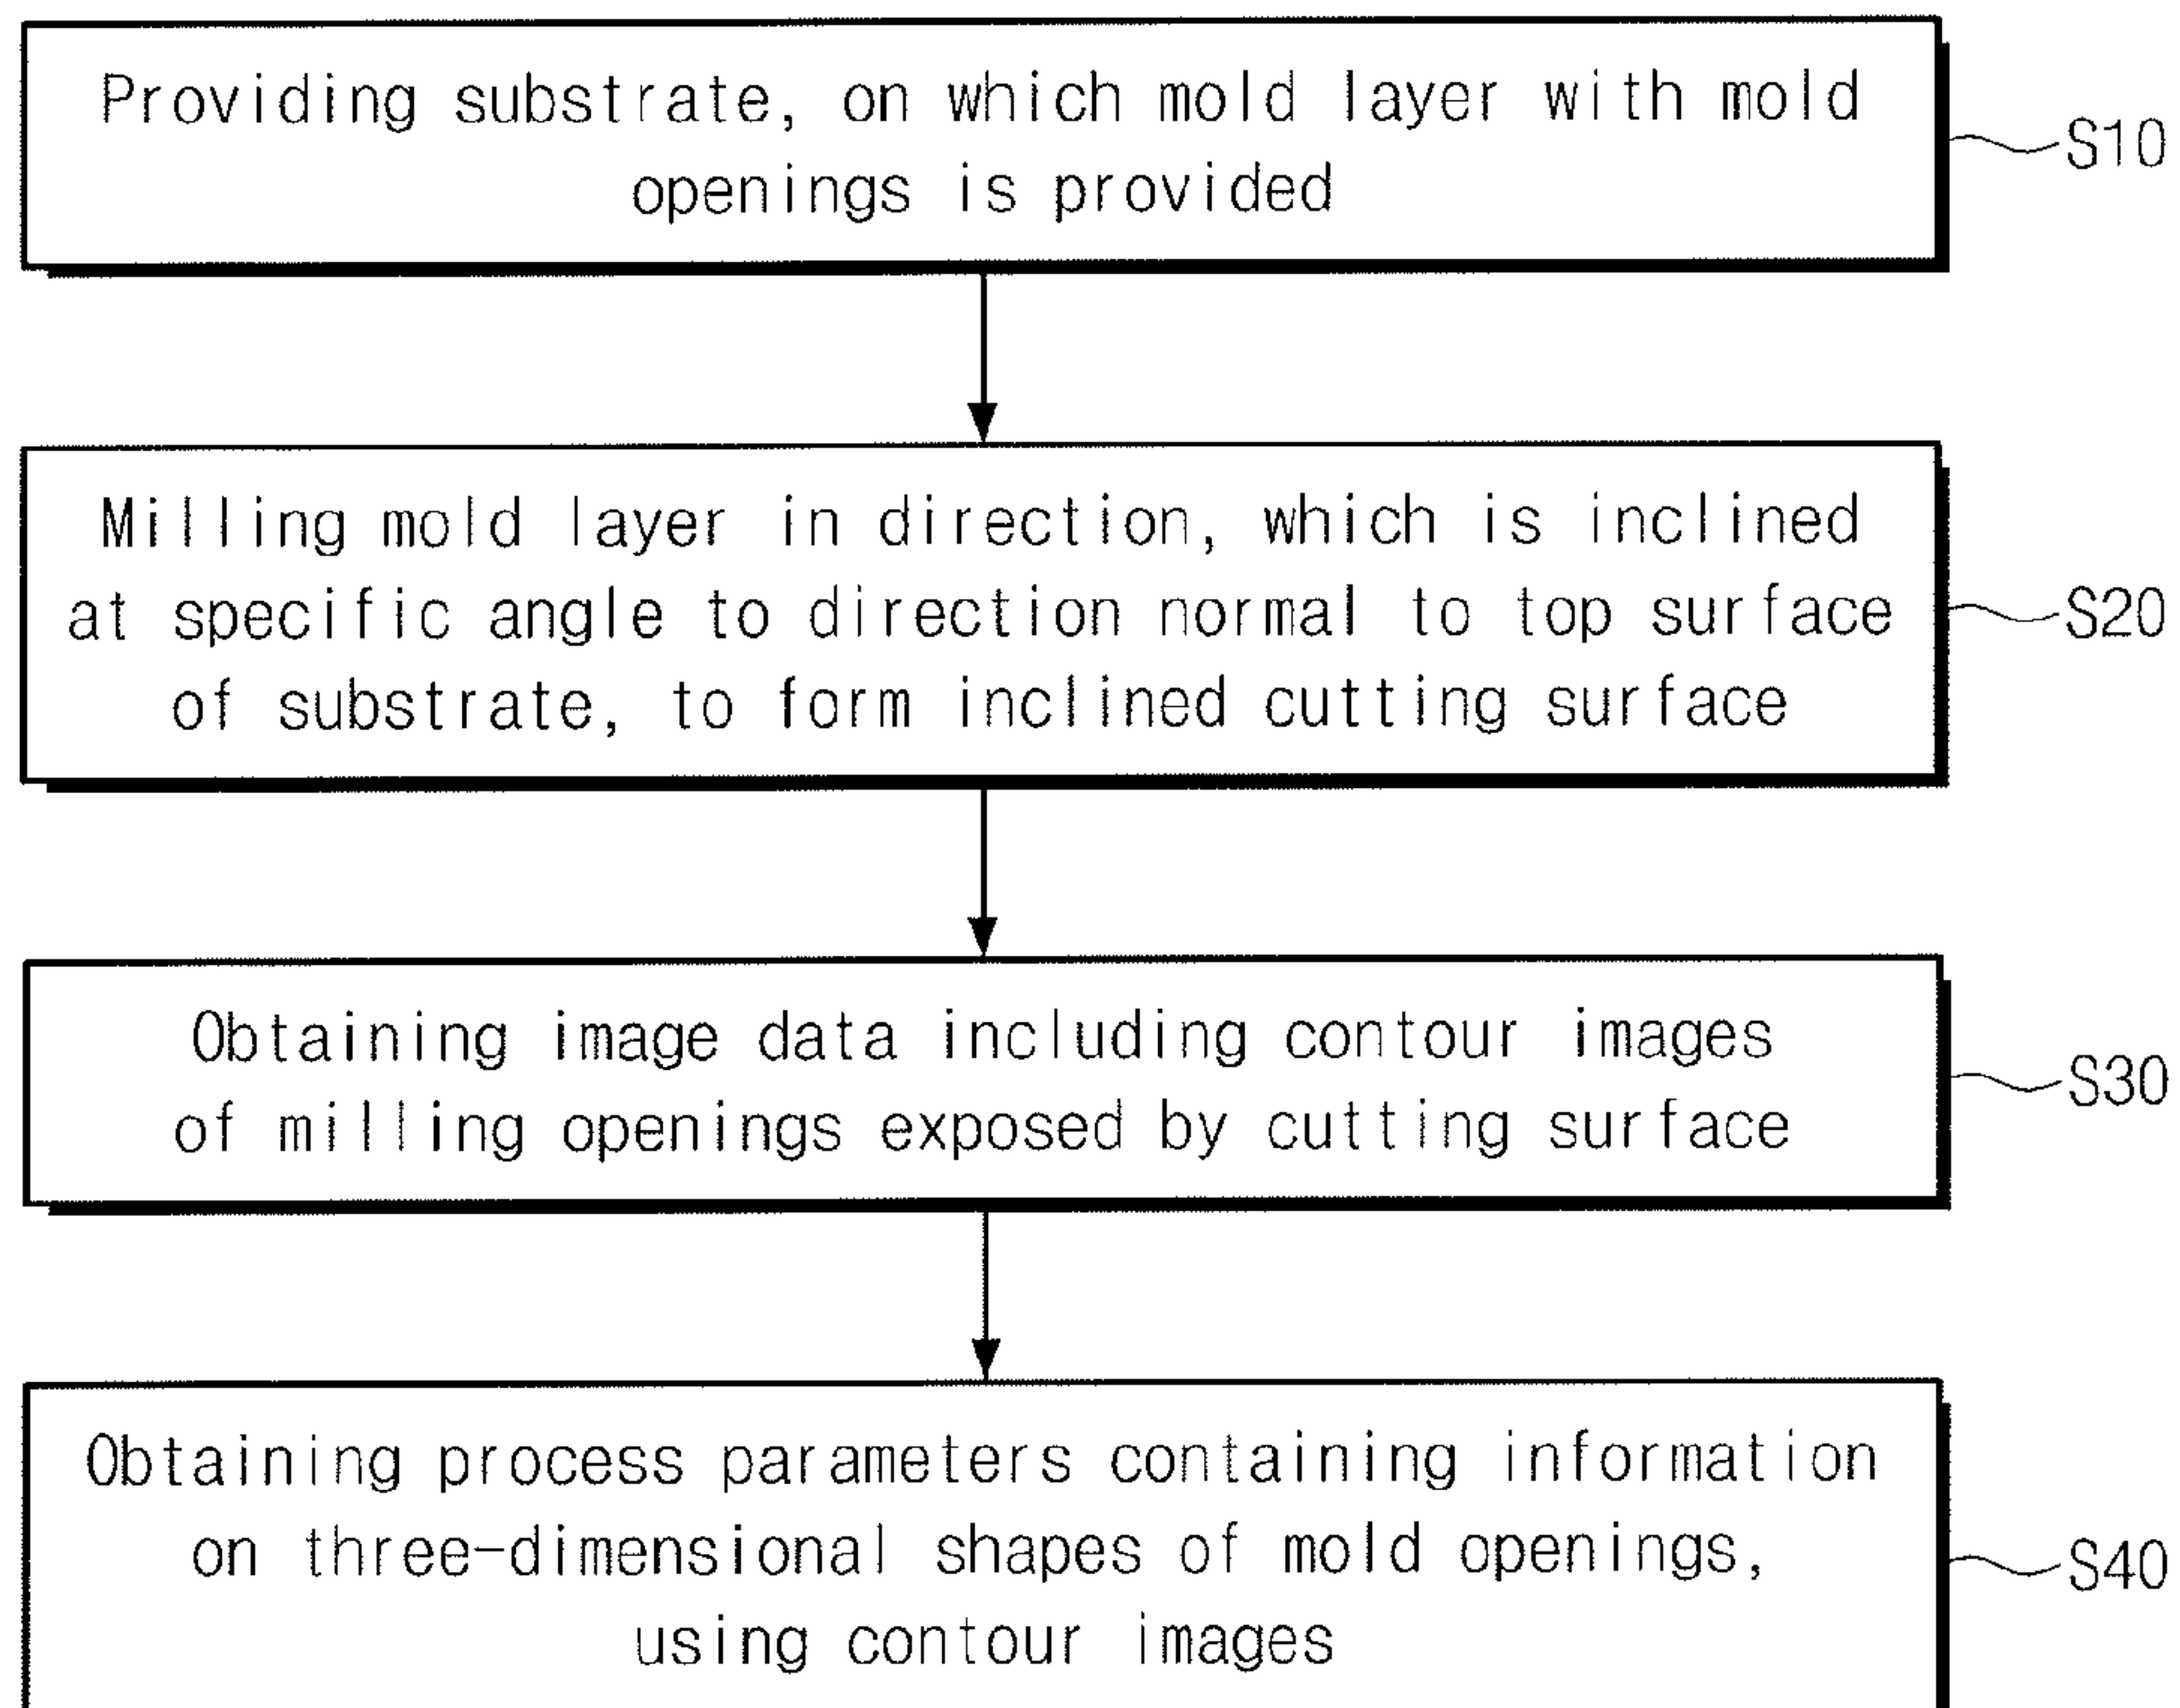 Providing substrate, on which mold layer with mold
openings is provided
S10
Milling mold layer in direction, which is inclined
at specific angle to direction normal to top surface
of substrate, to form inclined cutting surface
S20
Obtaining image data including contour images
of milling openings exposed by cutting surface
S30
Obtaining process parameters containing information
on three-dimensional shapes of mold openings,
using contour images
S40